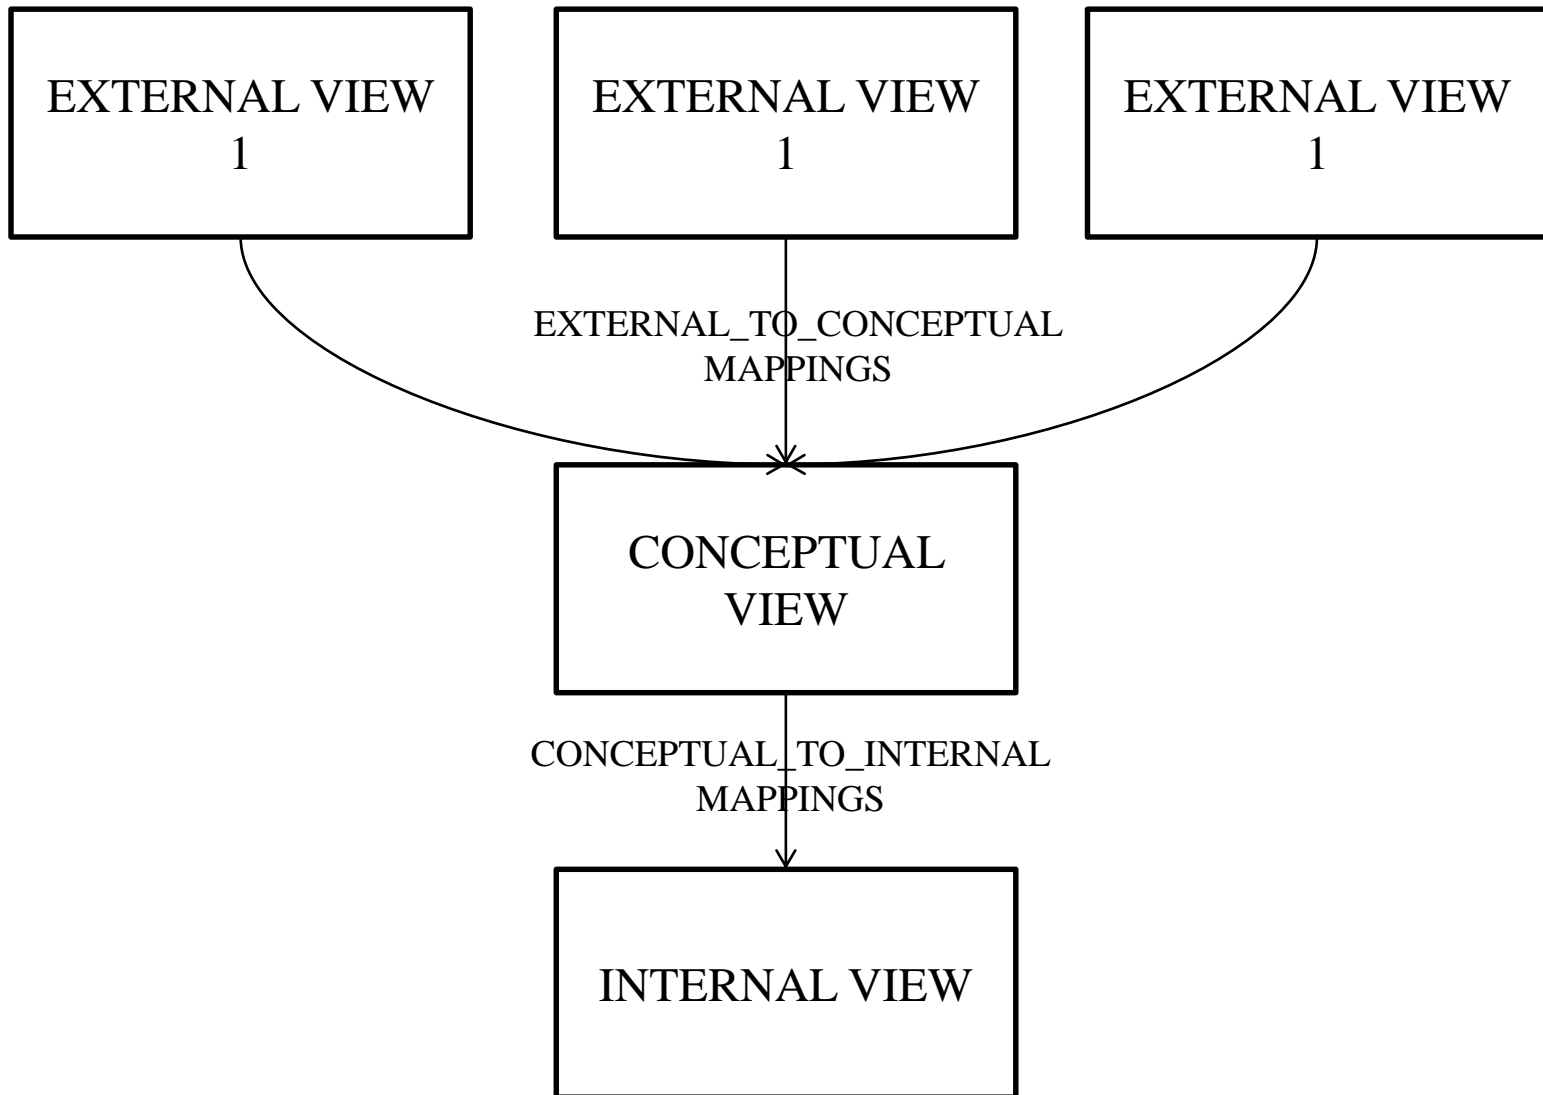 EXTERNAL VIEW
1
EXTERNAL VIEW
1
EXTERNAL VIEW
1
EXTERNAL_TO_CONCEPTUAL
MAPPINGS
CONCEPTUAL
VIEW
CONCEPTUAL_TO_INTERNAL
MAPPINGS
INTERNAL VIEW